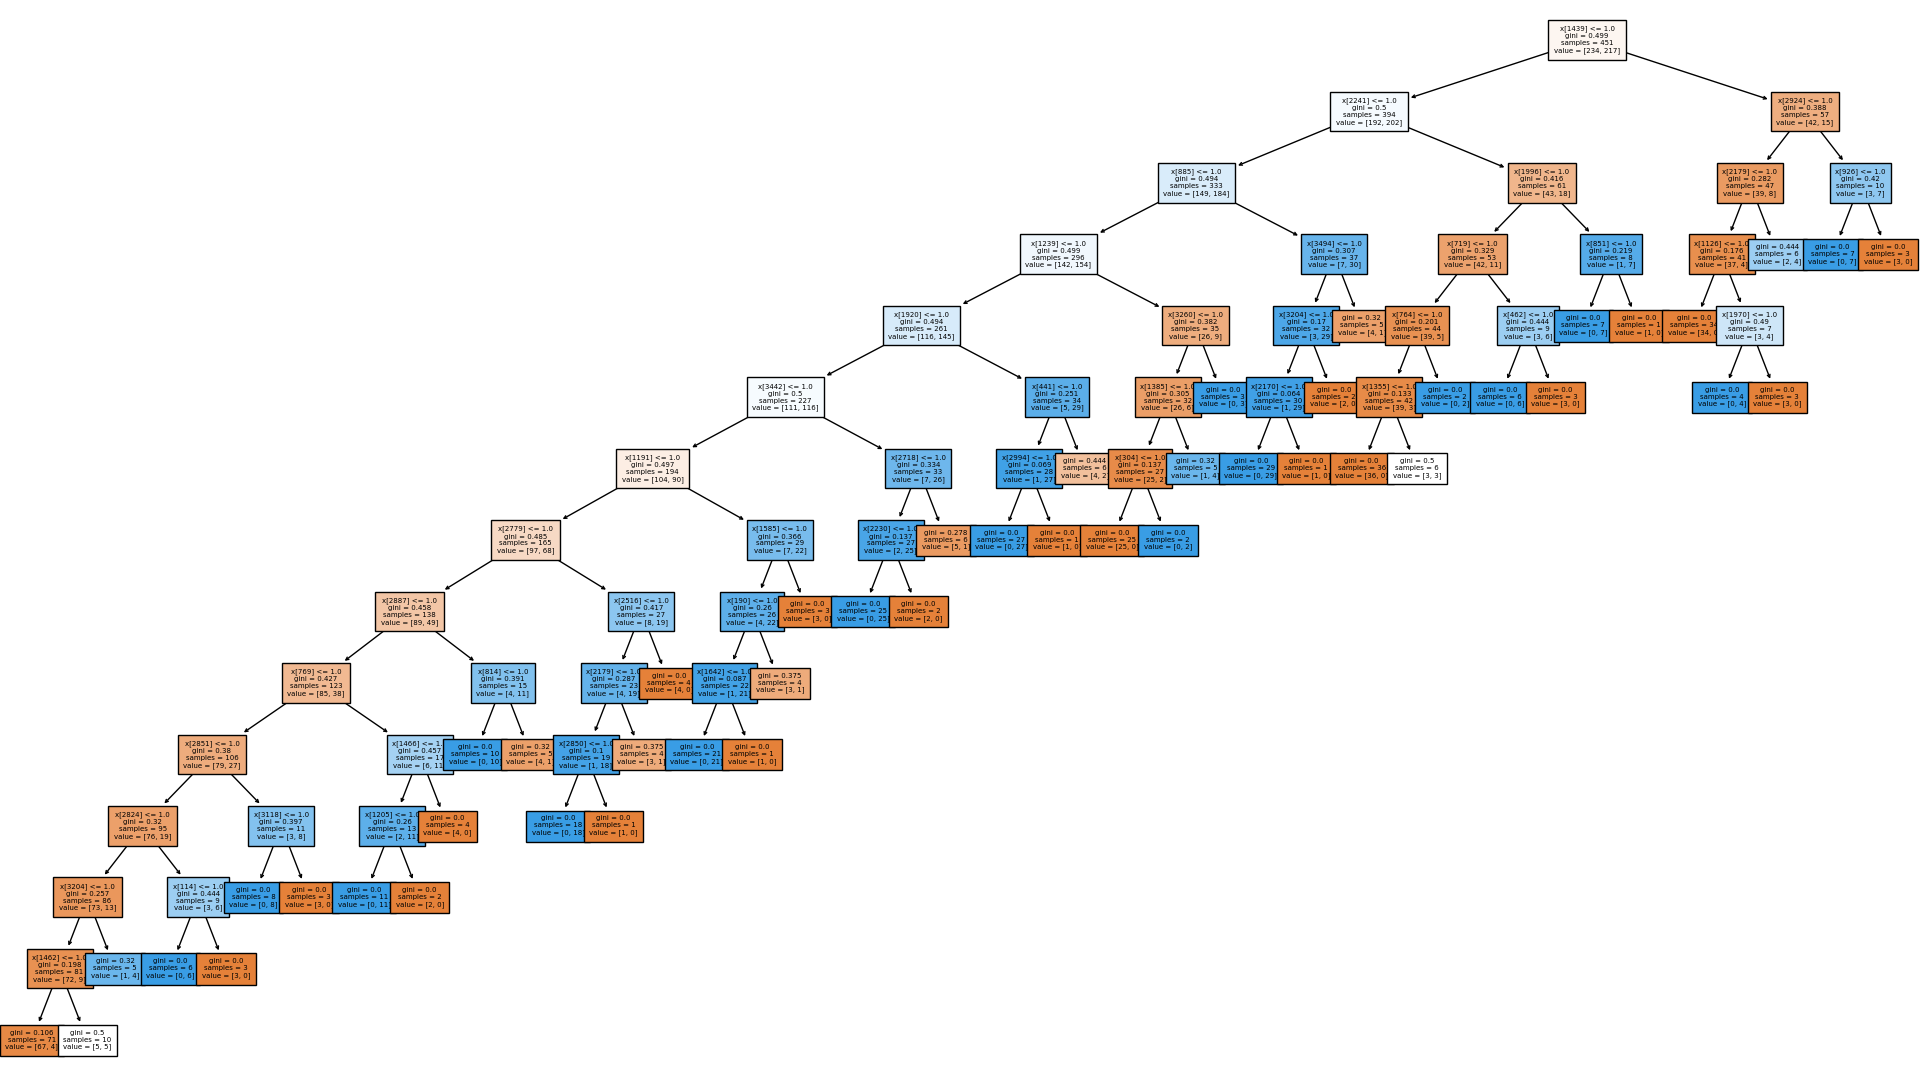 x[1439] <= 1.0
gini = 0.499
samples = 451
value = [234, 217]
x[2241] <= 1.0
gini = 0.5
samples = 394
value = [192, 202]
x[2924] <= 1.0
gini = 0.388
samples = 57
value = [42, 15]
x[885] <= 1.0
gini = 0.494
samples = 333
value = [149, 184]
x[1996] <= 1.0
gini = 0.416
samples = 61
value = [43, 18]
x[2179] <= 1.0
gini = 0.282
samples = 47
value = [39, 8]
x[926] <= 1.0
gini = 0.42
samples = 10
value = [3, 7]
x[1239] <= 1.0
gini = 0.499
samples = 296
value = [142, 154]
x[3494] <= 1.0
gini = 0.307
samples = 37
value = [7, 30]
x[719] <= 1.0
gini = 0.329
samples = 53
value = [42, 11]
x[851] <= 1.0
gini = 0.219
samples = 8
value = [1, 7]
x[1126] <= 1.0
gini = 0.176
samples = 41
value = [37, 4]
gini = 0.444
samples = 6
value = [2, 4]
gini = 0.0
samples = 7
value = [0, 7]
gini = 0.0
samples = 3
value = [3, 0]
x[1920] <= 1.0
gini = 0.494
samples = 261
value = [116, 145]
x[3260] <= 1.0
gini = 0.382
samples = 35
value = [26, 9]
x[3204] <= 1.0
gini = 0.17
samples = 32
value = [3, 29]
gini = 0.32
samples = 5
value = [4, 1]
x[764] <= 1.0
gini = 0.201
samples = 44
value = [39, 5]
x[462] <= 1.0
gini = 0.444
samples = 9
value = [3, 6]
gini = 0.0
samples = 7
value = [0, 7]
gini = 0.0
samples = 1
value = [1, 0]
gini = 0.0
samples = 34
value = [34, 0]
x[1970] <= 1.0
gini = 0.49
samples = 7
value = [3, 4]
x[3442] <= 1.0
gini = 0.5
samples = 227
value = [111, 116]
x[441] <= 1.0
gini = 0.251
samples = 34
value = [5, 29]
x[1385] <= 1.0
gini = 0.305
samples = 32
value = [26, 6]
gini = 0.0
samples = 3
value = [0, 3]
x[2170] <= 1.0
gini = 0.064
samples = 30
value = [1, 29]
gini = 0.0
samples = 2
value = [2, 0]
x[1355] <= 1.0
gini = 0.133
samples = 42
value = [39, 3]
gini = 0.0
samples = 2
value = [0, 2]
gini = 0.0
samples = 6
value = [0, 6]
gini = 0.0
samples = 3
value = [3, 0]
gini = 0.0
samples = 4
value = [0, 4]
gini = 0.0
samples = 3
value = [3, 0]
x[1191] <= 1.0
gini = 0.497
samples = 194
value = [104, 90]
x[2718] <= 1.0
gini = 0.334
samples = 33
value = [7, 26]
x[2994] <= 1.0
gini = 0.069
samples = 28
value = [1, 27]
gini = 0.444
samples = 6
value = [4, 2]
x[304] <= 1.0
gini = 0.137
samples = 27
value = [25, 2]
gini = 0.32
samples = 5
value = [1, 4]
gini = 0.0
samples = 29
value = [0, 29]
gini = 0.0
samples = 1
value = [1, 0]
gini = 0.0
samples = 36
value = [36, 0]
gini = 0.5
samples = 6
value = [3, 3]
x[2779] <= 1.0
gini = 0.485
samples = 165
value = [97, 68]
x[1585] <= 1.0
gini = 0.366
samples = 29
value = [7, 22]
x[2230] <= 1.0
gini = 0.137
samples = 27
value = [2, 25]
gini = 0.278
samples = 6
value = [5, 1]
gini = 0.0
samples = 27
value = [0, 27]
gini = 0.0
samples = 1
value = [1, 0]
gini = 0.0
samples = 25
value = [25, 0]
gini = 0.0
samples = 2
value = [0, 2]
x[2887] <= 1.0
gini = 0.458
samples = 138
value = [89, 49]
x[2516] <= 1.0
gini = 0.417
samples = 27
value = [8, 19]
x[190] <= 1.0
gini = 0.26
samples = 26
value = [4, 22]
gini = 0.0
samples = 3
value = [3, 0]
gini = 0.0
samples = 25
value = [0, 25]
gini = 0.0
samples = 2
value = [2, 0]
x[769] <= 1.0
gini = 0.427
samples = 123
value = [85, 38]
x[814] <= 1.0
gini = 0.391
samples = 15
value = [4, 11]
x[2179] <= 1.0
gini = 0.287
samples = 23
value = [4, 19]
gini = 0.0
samples = 4
value = [4, 0]
x[1642] <= 1.0
gini = 0.087
samples = 22
value = [1, 21]
gini = 0.375
samples = 4
value = [3, 1]
x[2851] <= 1.0
gini = 0.38
samples = 106
value = [79, 27]
x[1466] <= 1.
gini = 0.457
samples = 17
value = [6, 11
gini = 0.0
samples = 10
value = [0, 10]
gini = 0.32
samples = 5
value = [4, 1]
x[2850] <= 1.0
gini = 0.1
samples = 19
value = [1, 18]
gini = 0.375
samples = 4
value = [3, 1]
gini = 0.0
samples = 21
value = [0, 21]
gini = 0.0
samples = 1
value = [1, 0]
x[2824] <= 1.0
gini = 0.32
samples = 95
value = [76, 19]
x[3118] <= 1.0
gini = 0.397
samples = 11
value = [3, 8]
x[1205] <= 1.0
gini = 0.26
samples = 13
value = [2, 11]
gini = 0.0
samples = 4
value = [4, 0]
gini = 0.0
samples = 18
value = [0, 18]
gini = 0.0
samples = 1
value = [1, 0]
x[3204] <= 1.0
gini = 0.257
samples = 86
value = [73, 13]
x[114] <= 1.0
gini = 0.444
samples = 9
value = [3, 6]
gini = 0.0
samples = 8
value = [0, 8]
gini = 0.0
samples = 3
value = [3, 0]
gini = 0.0
samples = 11
value = [0, 11]
gini = 0.0
samples = 2
value = [2, 0]
x[1462] <= 1.0
gini = 0.198
samples = 81
value = [72, 9]
gini = 0.32
samples = 5
value = [1, 4]
gini = 0.0
samples = 6
value = [0, 6]
gini = 0.0
samples = 3
value = [3, 0]
gini = 0.106
samples = 71
value = [67, 4]
gini = 0.5
samples = 10
value = [5, 5]